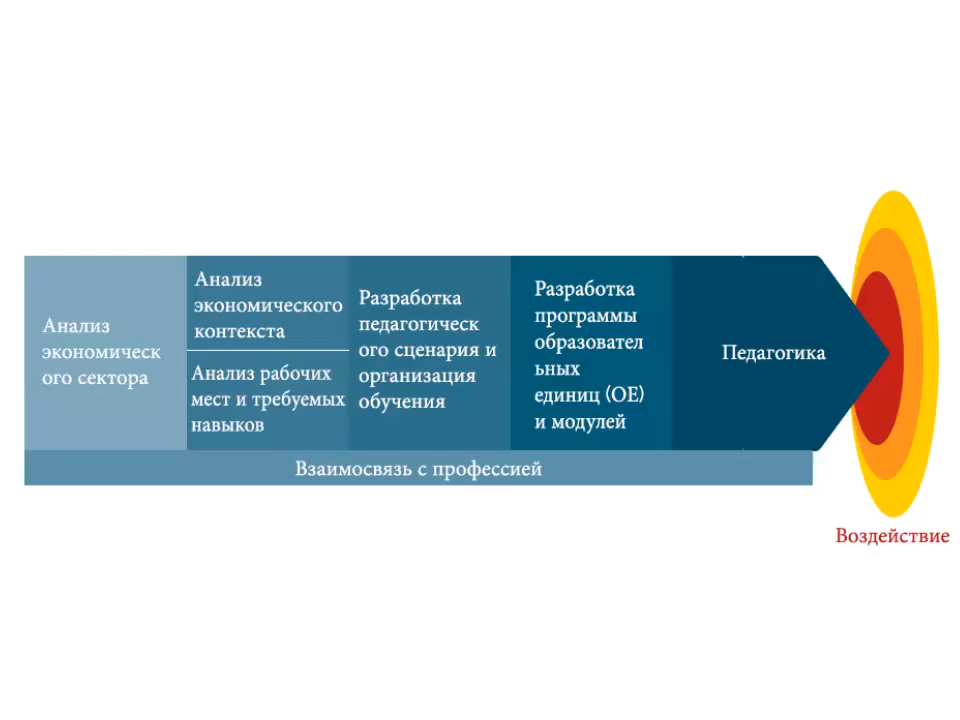 Анализ
экономическ
ого сектора
Анализ
экономического
контекста
Анализ рабочих
мест и требуемых
навыков
Разработка
педагогическ
ого сценария и
организация
обучения
Разработка
программы
образовател
ьных
единиц (ОЕ)
и модулей
Педагогика
Взаимосвязь с профессией
Воздействие